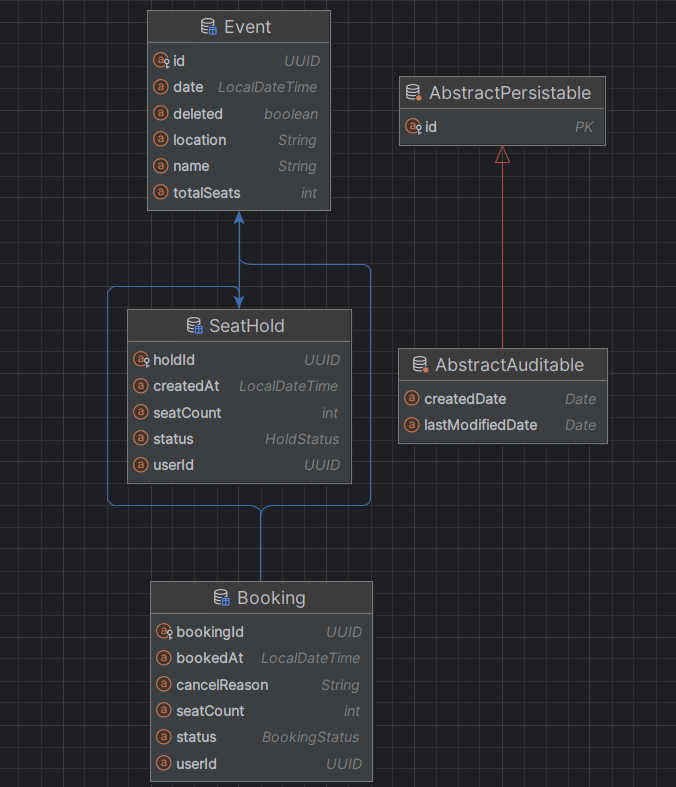 Event
id UUID
date LocalDateTime
deleted boolean
location String
name String
totalSeats int
AbstractPersistable
id PK
SeatHold
holdId UUID
createdAt LocalDateTime
seatCount int
status HoldStatus
userId UUID
AbstractAuditable
createdDate Date
lastModifiedDate Date
Booking
bookingId UUID
bookedAt LocalDateTime
cancelReason String
seatCount int
status BookingStatus
userId UUID